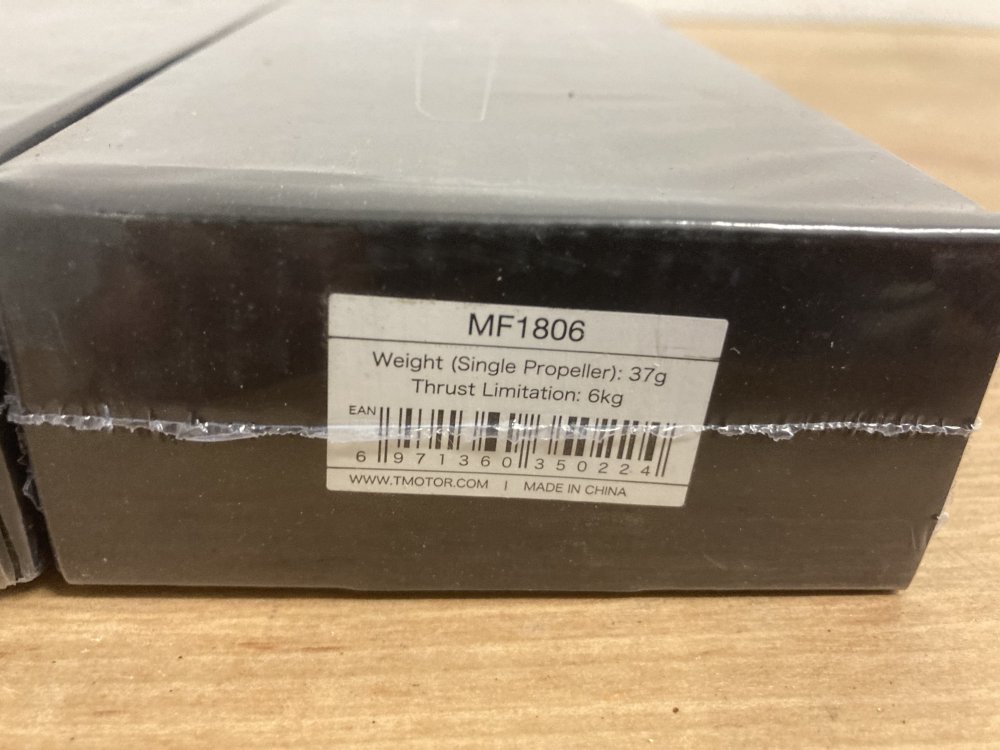 MF1806
Weight (Single Propeller): 37g
Thrust Limitation: 6kg
EAN
6 971360 350224
WWW.TMOTOR.COM | MADE IN CHINA